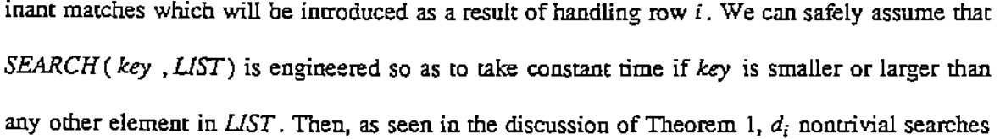 inant matches which will be introduced as a result of handling row i. We can safely assume that
SEARCH( key , LIST) is engineered so as to take constant time if key is smaller or larger than
any other element in LIST. Then, as seen in the discussion of Theorem 1, d_i nontrivial searches